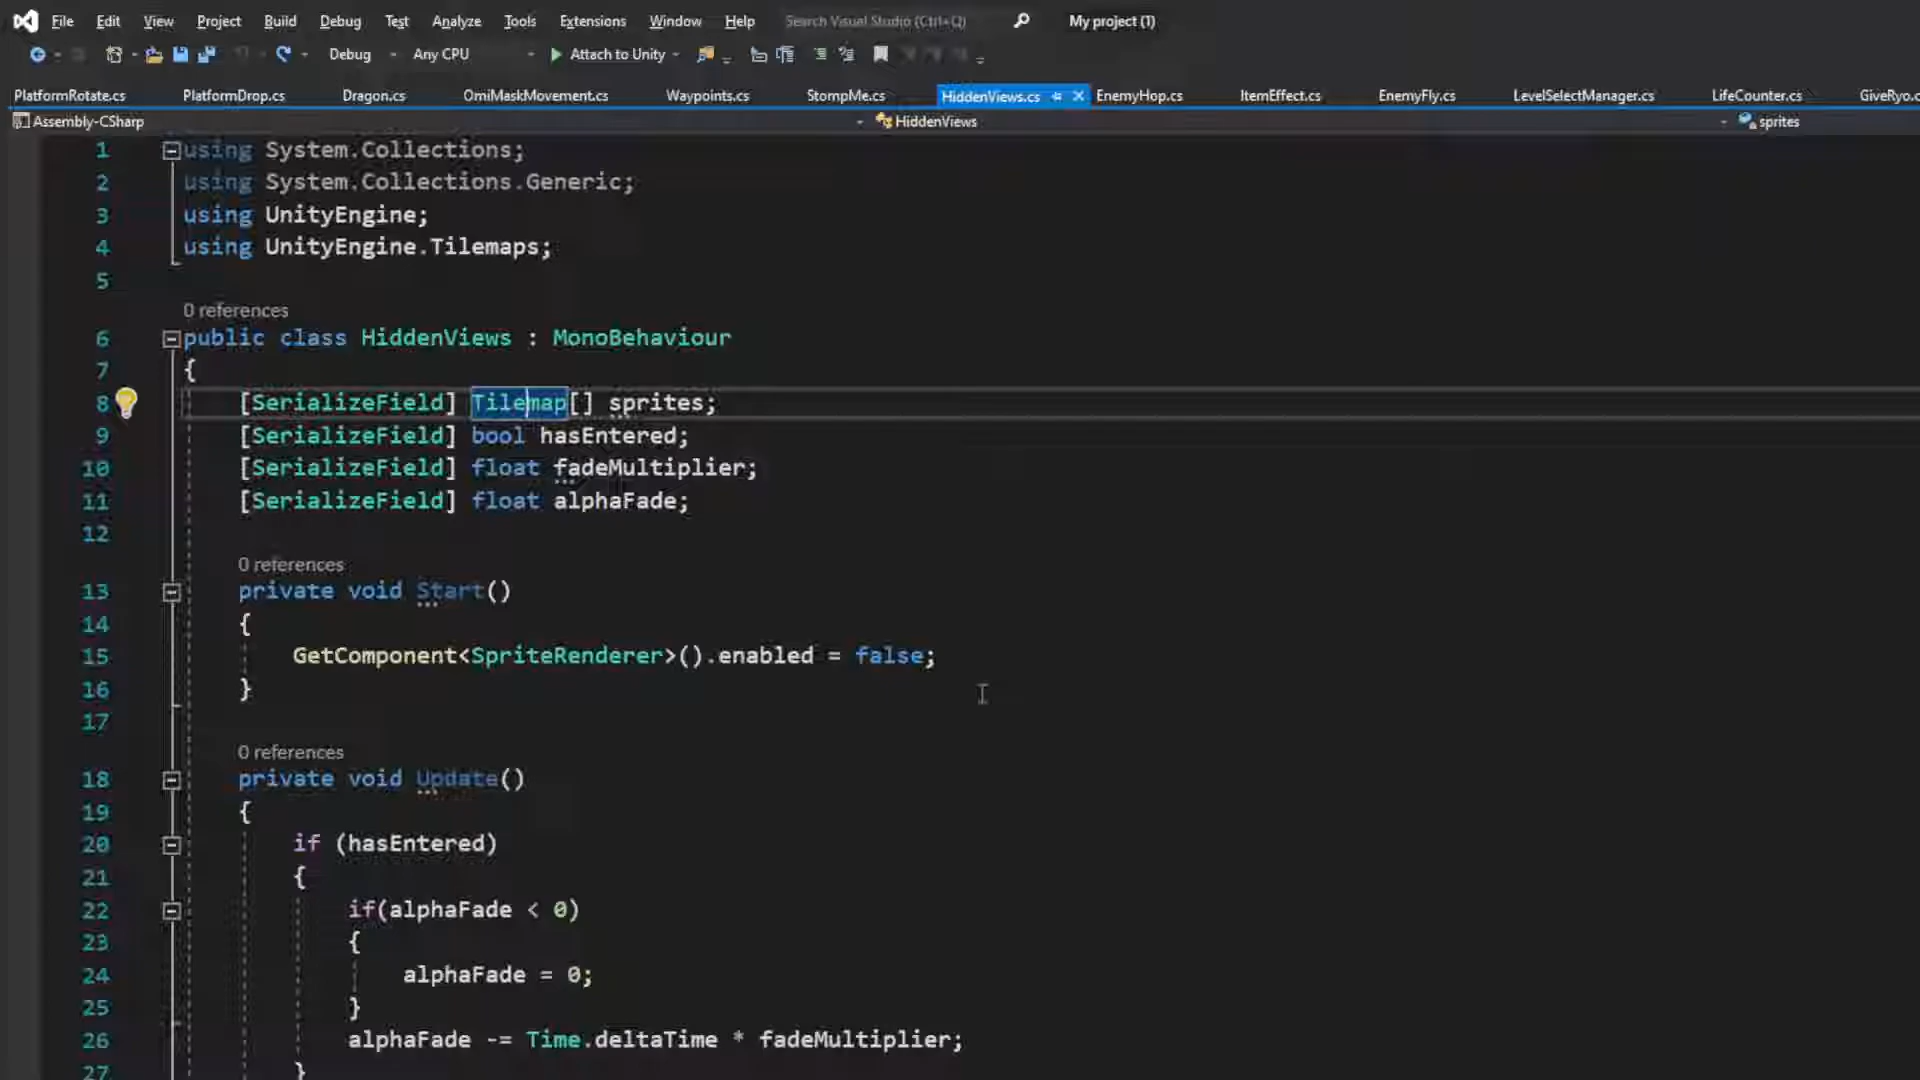 File Edit View Project Build Debug Test Analyze Tools Extensions Window Help Search Visual Studio (Ctrl+Q) My project (1)
Debug Any CPU Attach to Unity
PlatformRotate.cs PlatformDrop.cs Dragon.cs OmiMaskMovement.cs Waypoints.cs StompMe.cs HiddenViews.cs EnemyHop.cs ItemEffect.cs EnemyFly.cs LevelSelectManager.cs LifeCounter.cs GiveRyo.c
Assembly-CSharp HiddenViews sprites
1 using System.Collections;
2 using System.Collections.Generic;
3 using UnityEngine;
4 using UnityEngine.Tilemaps;
5
0 references
6 public class HiddenViews : MonoBehaviour
7 {
8 [SerializeField] Tilemap[] sprites;
9 [SerializeField] bool hasEntered;
10 [SerializeField] float fadeMultiplier;
11 [SerializeField] float alphaFade;
12
0 references
13 private void Start()
14 {
15 GetComponent<SpriteRenderer>().enabled = false;
16 }
17
0 references
18 private void Update()
19 {
20 if (hasEntered)
21 {
22 if(alphaFade < 0)
23 {
24 alphaFade = 0;
25 }
26 alphaFade -= Time.deltaTime * fadeMultiplier;
27 }